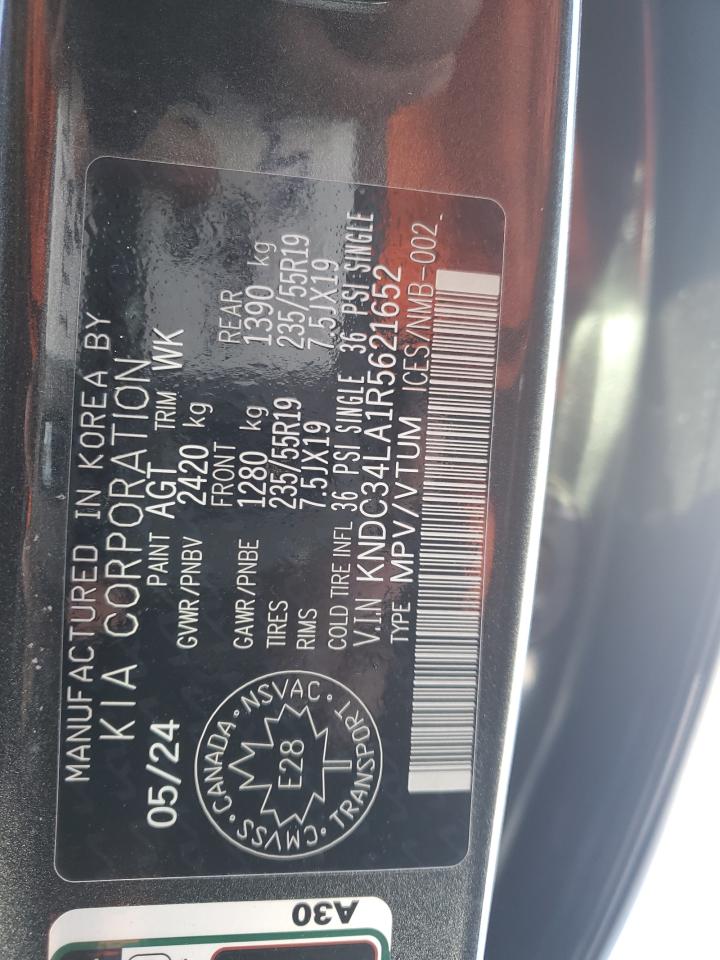 MANUFACTURED IN KOREA BY
KIA CORPORATION
05/24 PAINT AGT TRIM WK
GVWR/PNBV 2420 kg
FRONT REAR
GAWR/PNBE 1280 kg 1390 kg
TIRES 235/55R19 235/55R19
RIMS 7.5JX19 7.5JX19
COLD TIRE INFL 36 PSI SINGLE 36 PSI SINGLE
V.I.N KNDC34LA1R5621652
TYPE MPV/VTUM ICES/NMB-002
CANADA · NSVAC · TRANSPORT · CMVSS
E28
A30